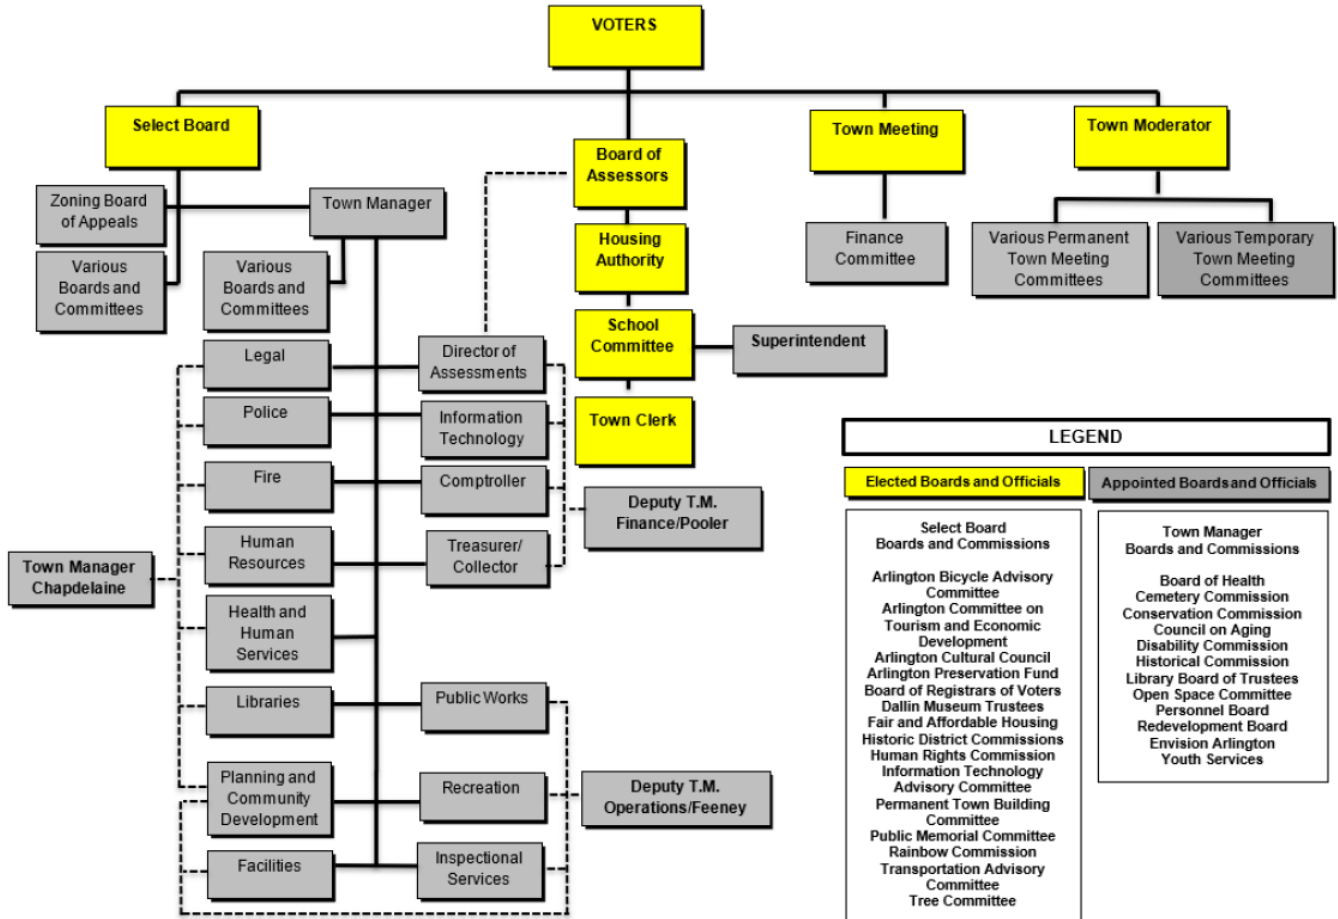 VOTERS
Select Board
Town Meeting
Town Moderator
Board of
Assessors
Zoning Board
of Appeals
Town Manager
Housing
Authority
Finance
Committee
Various Permanent
Town Meeting
Committees
Various Temporary
Town Meeting
Committees
Various
Boards and
Committees
Various
Boards and
Committees
School
Committee
Superintendent
Legal
Director of
Assessments
Police
Information
Technology
Town Clerk
Fire
Comptroller
Deputy T.M.
Finance/Pooler
Human
Resources
Treasurer/
Collector
Town Manager
Chapdelaine
Health and
Human
Services
Libraries
Public Works
Planning and
Community
Development
Recreation
Deputy T.M.
Operations/Feeney
Facilities
Inspectional
Services
LEGEND
Elected Boards and Officials
Select Board
Boards and Commissions
Arlington Bicycle Advisory
Committee
Arlington Committee on
Tourism and Economic
Development
Arlington Cultural Council
Arlington Preservation Fund
Board of Registrars of Voters
Dallin Museum Trustees
Fair and Affordable Housing
Historic District Commissions
Human Rights Commission
Information Technology
Advisory Committee
Permanent Town Building
Committee
Public Memorial Committee
Rainbow Commission
Transportation Advisory
Committee
Tree Committee
Appointed Boards and Officials
Town Manager
Boards and Commissions
Board of Health
Cemetery Commission
Conservation Commission
Council on Aging
Disability Commission
Historical Commission
Library Board of Trustees
Open Space Committee
Personnel Board
Redevelopment Board
Envision Arlington
Youth Services